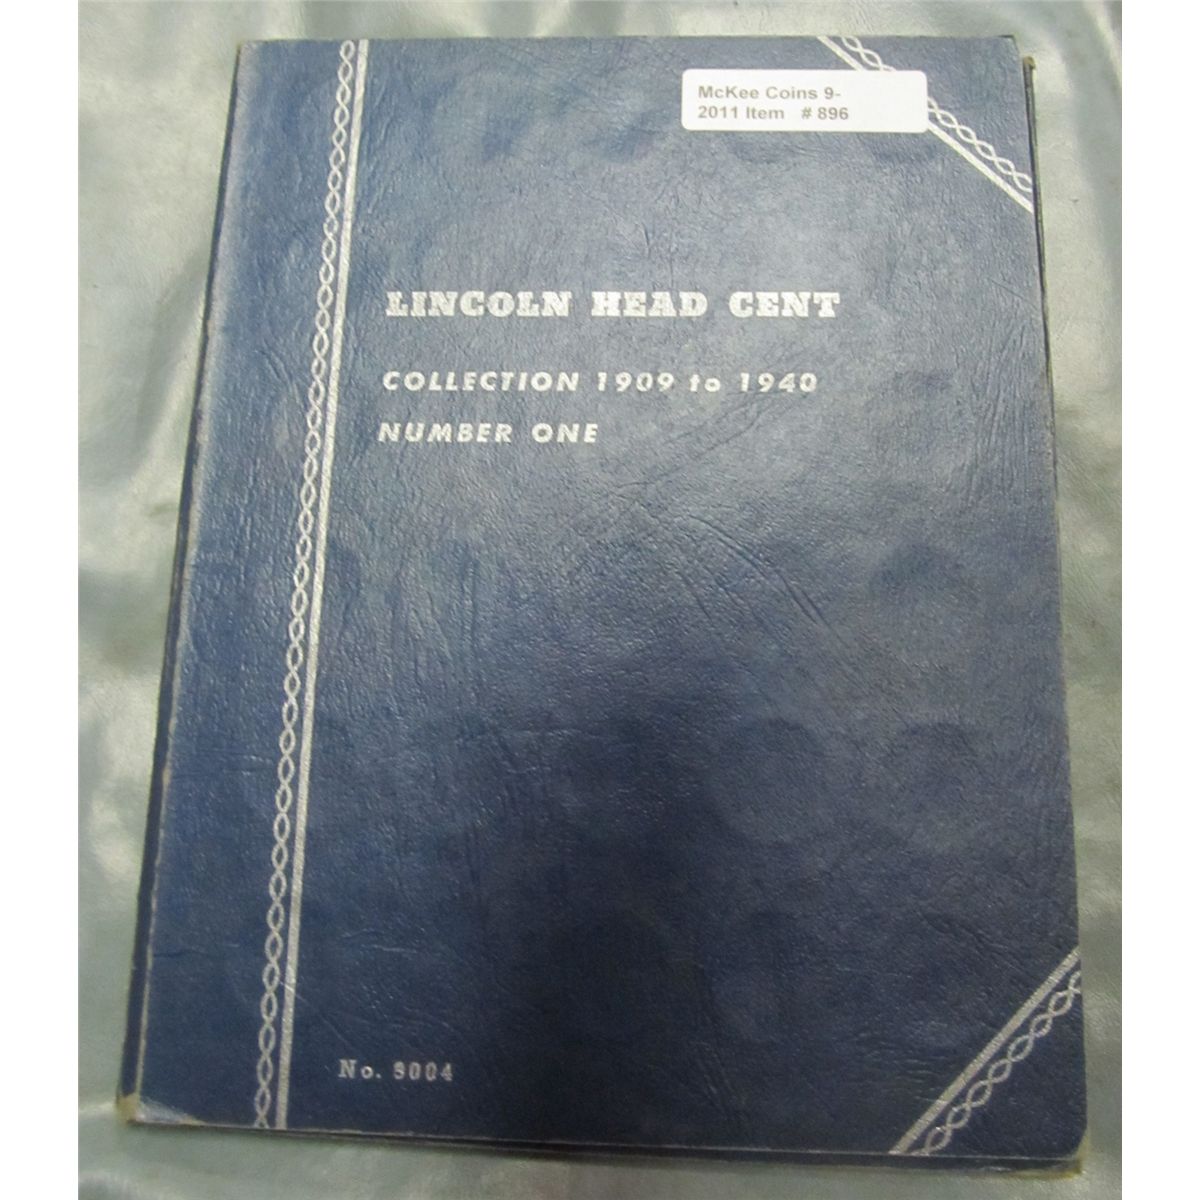 McKee Coins 9-
2011 Item # 896
LINCOLN HEAD CENT
COLLECTION 1909 to 1940
NUMBER ONE
No. 9004